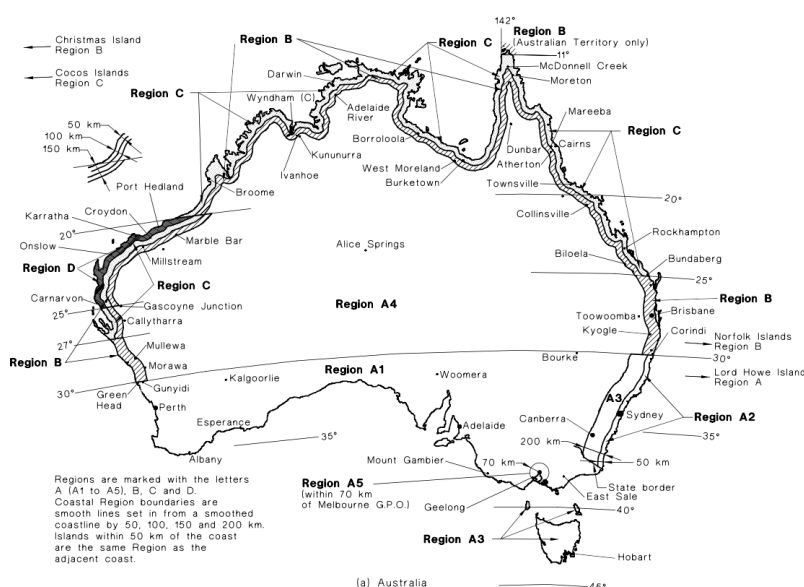 142°
Region B
(Australian Territory only)
11°
Christmas Island
Region B
Cocos Islands
Region C
Region B
Region C
McDonnell Creek
Moreton
Darwin
Region C
Wyndham (C)
Adelaide
River
Mareeba
50 km
100 km
150 km
Borroloola
Dunbar
Cairns
Region C
Kununurra
West Moreland
Atherton
Ivanhoe
Burketown
Townsville
Port Hedland
Broome
20°
Croydon
Collinsville
Karratha
20°
Marble Bar
Rockhampton
Onslow
Alice Springs
Millstream
Biloela
Bundaberg
Region D
25°
Region C
Carnarvon
Gascoyne Junction
Region A4
Region B
25°
Callytharra
Toowoomba
Brisbane
27°
Kyogle
Corindi
Norfolk Islands
Region B
Mullewa
Region B
Bourke
30°
Morawa
Region A1
Lord Howe Island
Region A
30°
Gunyidi
Kalgoorlie
Woomera
Green
Head
A3
Perth
Sydney
Region A2
Esperance
Adelaide
Canberra
35°
200 km
35°
Albany
Mount Gambier
70 km
50 km
Regions are marked with the letters
A (A1 to A5), B, C and D.
Coastal Region boundaries are
smooth lines set in from a smoothed
coastline by 50, 100, 150 and 200 km.
Islands within 50 km of the coast
are the same Region as the
adjacent coast.
Region A5
(within 70 km
of Melbourne G.P.O.)
State border
East Sale
Geelong
40°
Region A3
Hobart
(a) Australia
45°